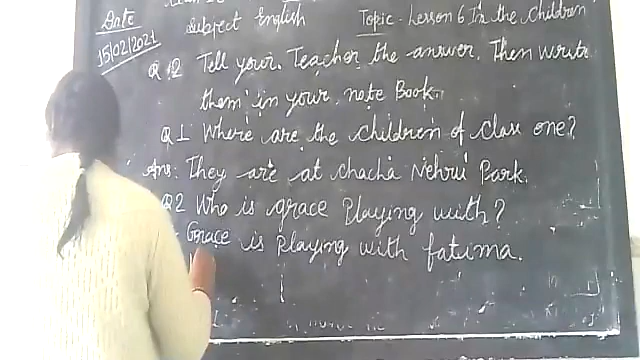 Date
15/02/2021
Subject English Topic - Lesson 6 In the Children
Q 12 Tell your Teacher the answer. Then write
them in your note Book.
Q 1 Where are the children of class one?
Ans: They are at chacha Nehru Park.
Q2 Who is grace Playing with?
Grace is Playing with fatima.